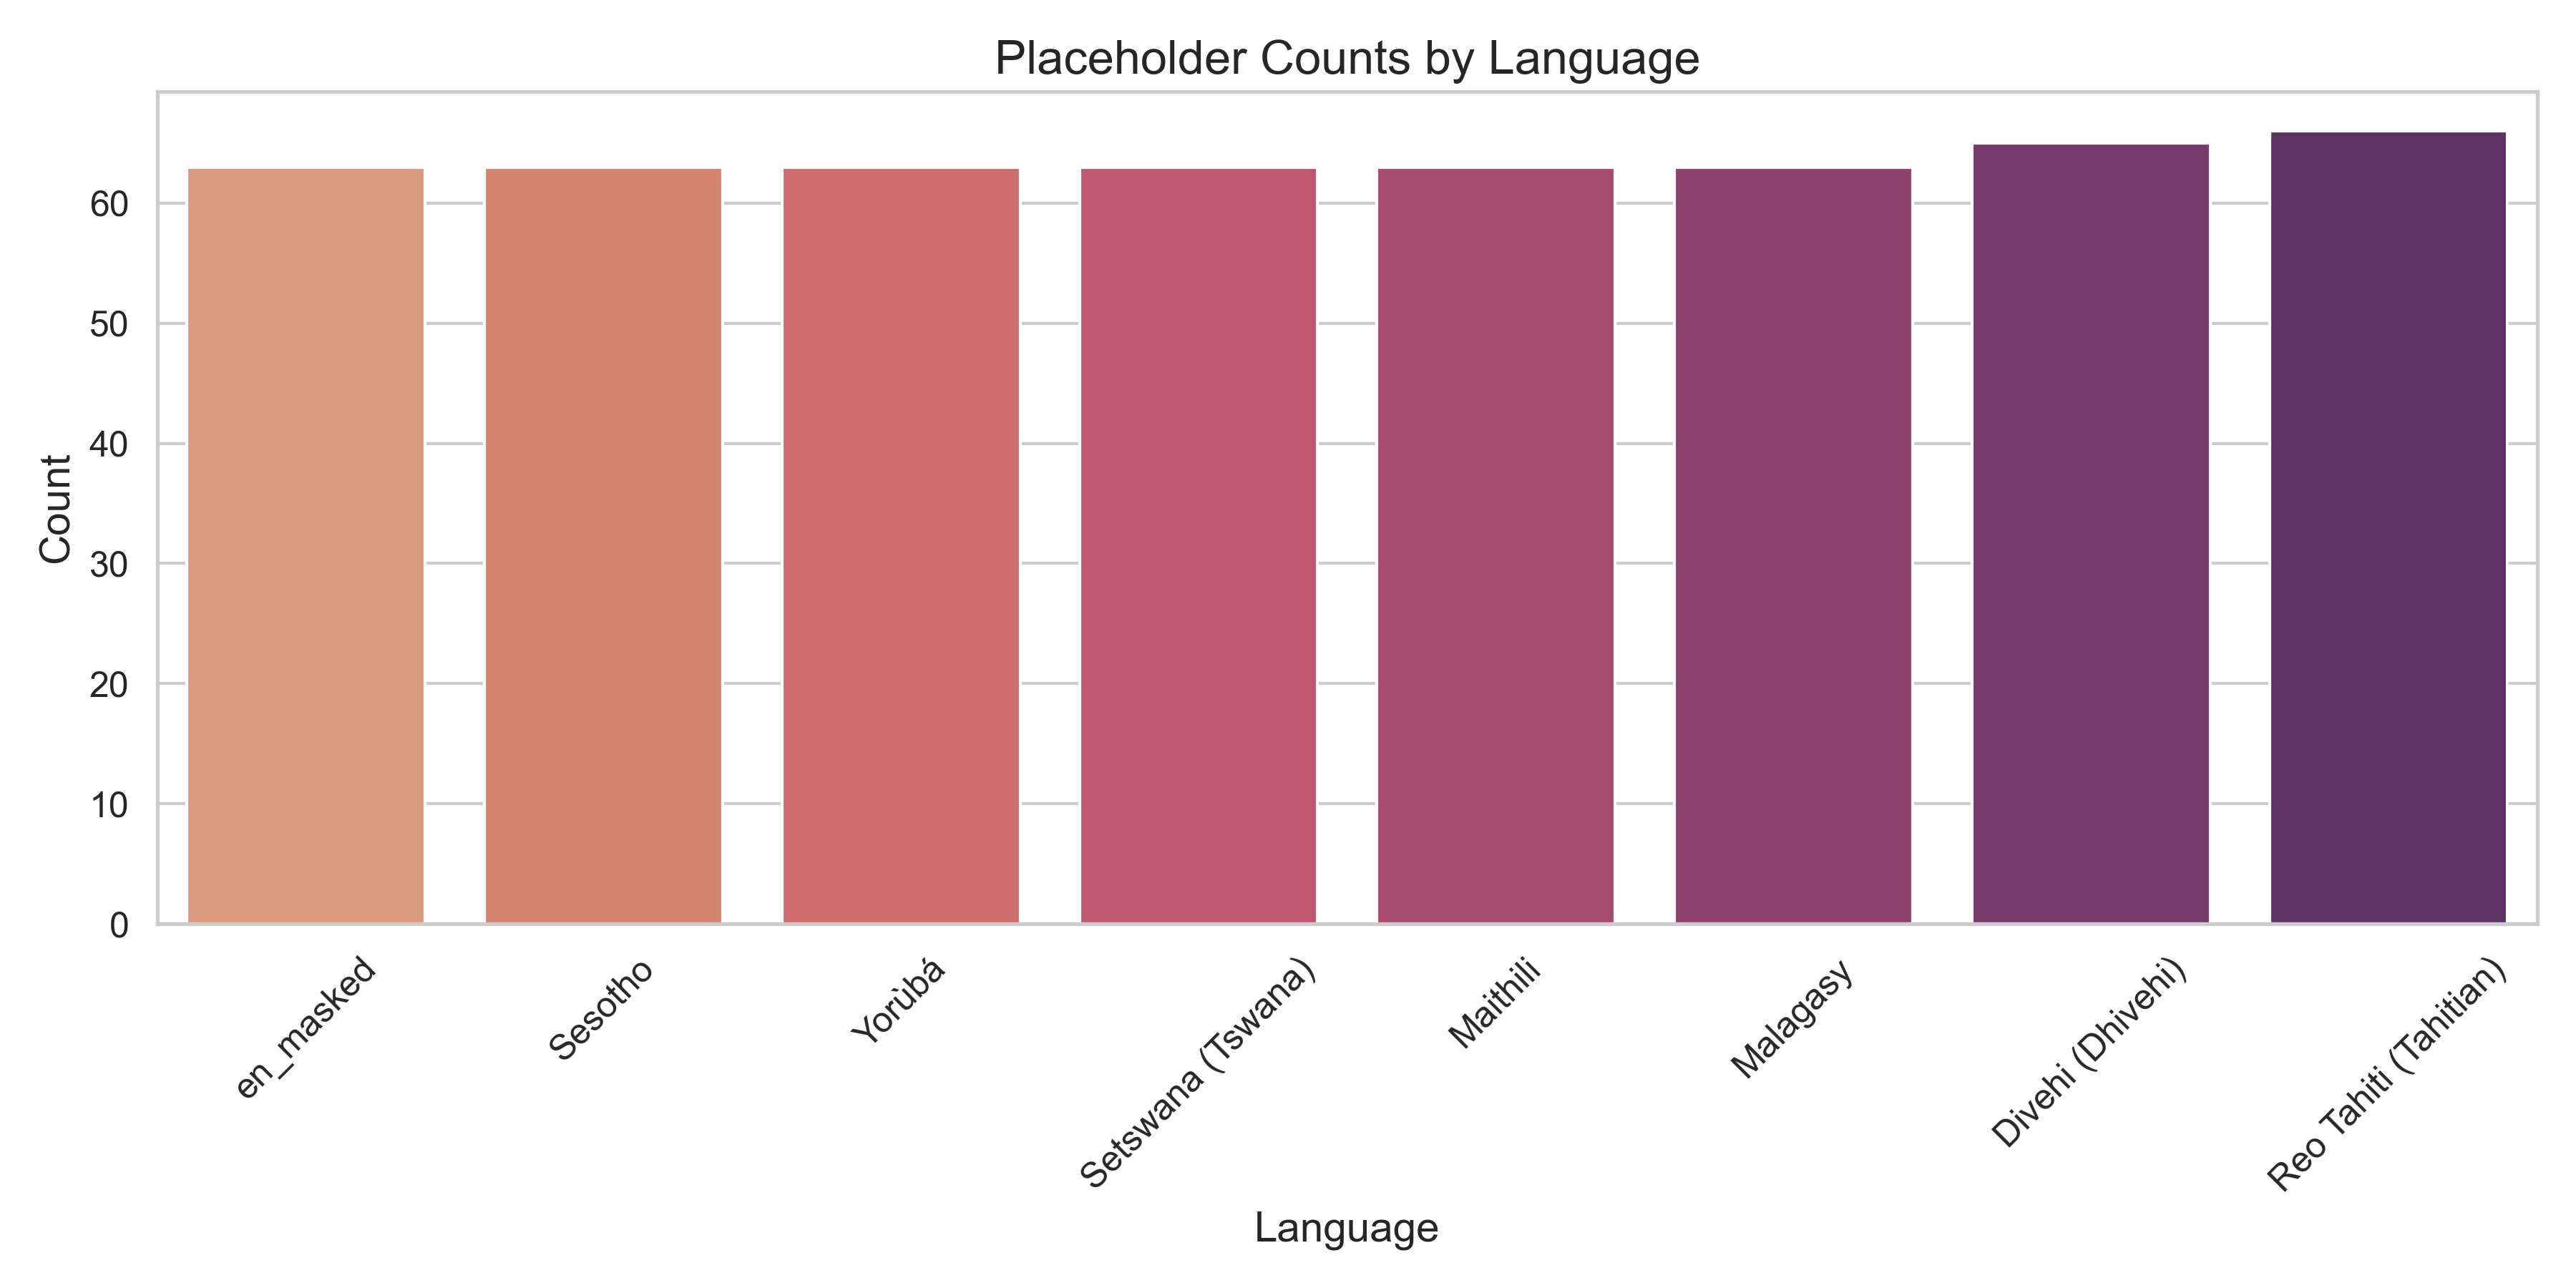 Placeholder Counts by Language
Count
60
50
40
30
20
10
0
en_masked
Sesotho
Yorùbá
Setswana (Tswana)
Maithili
Malagasy
Divehi (Dhivehi)
Reo Tahiti (Tahitian)
Language